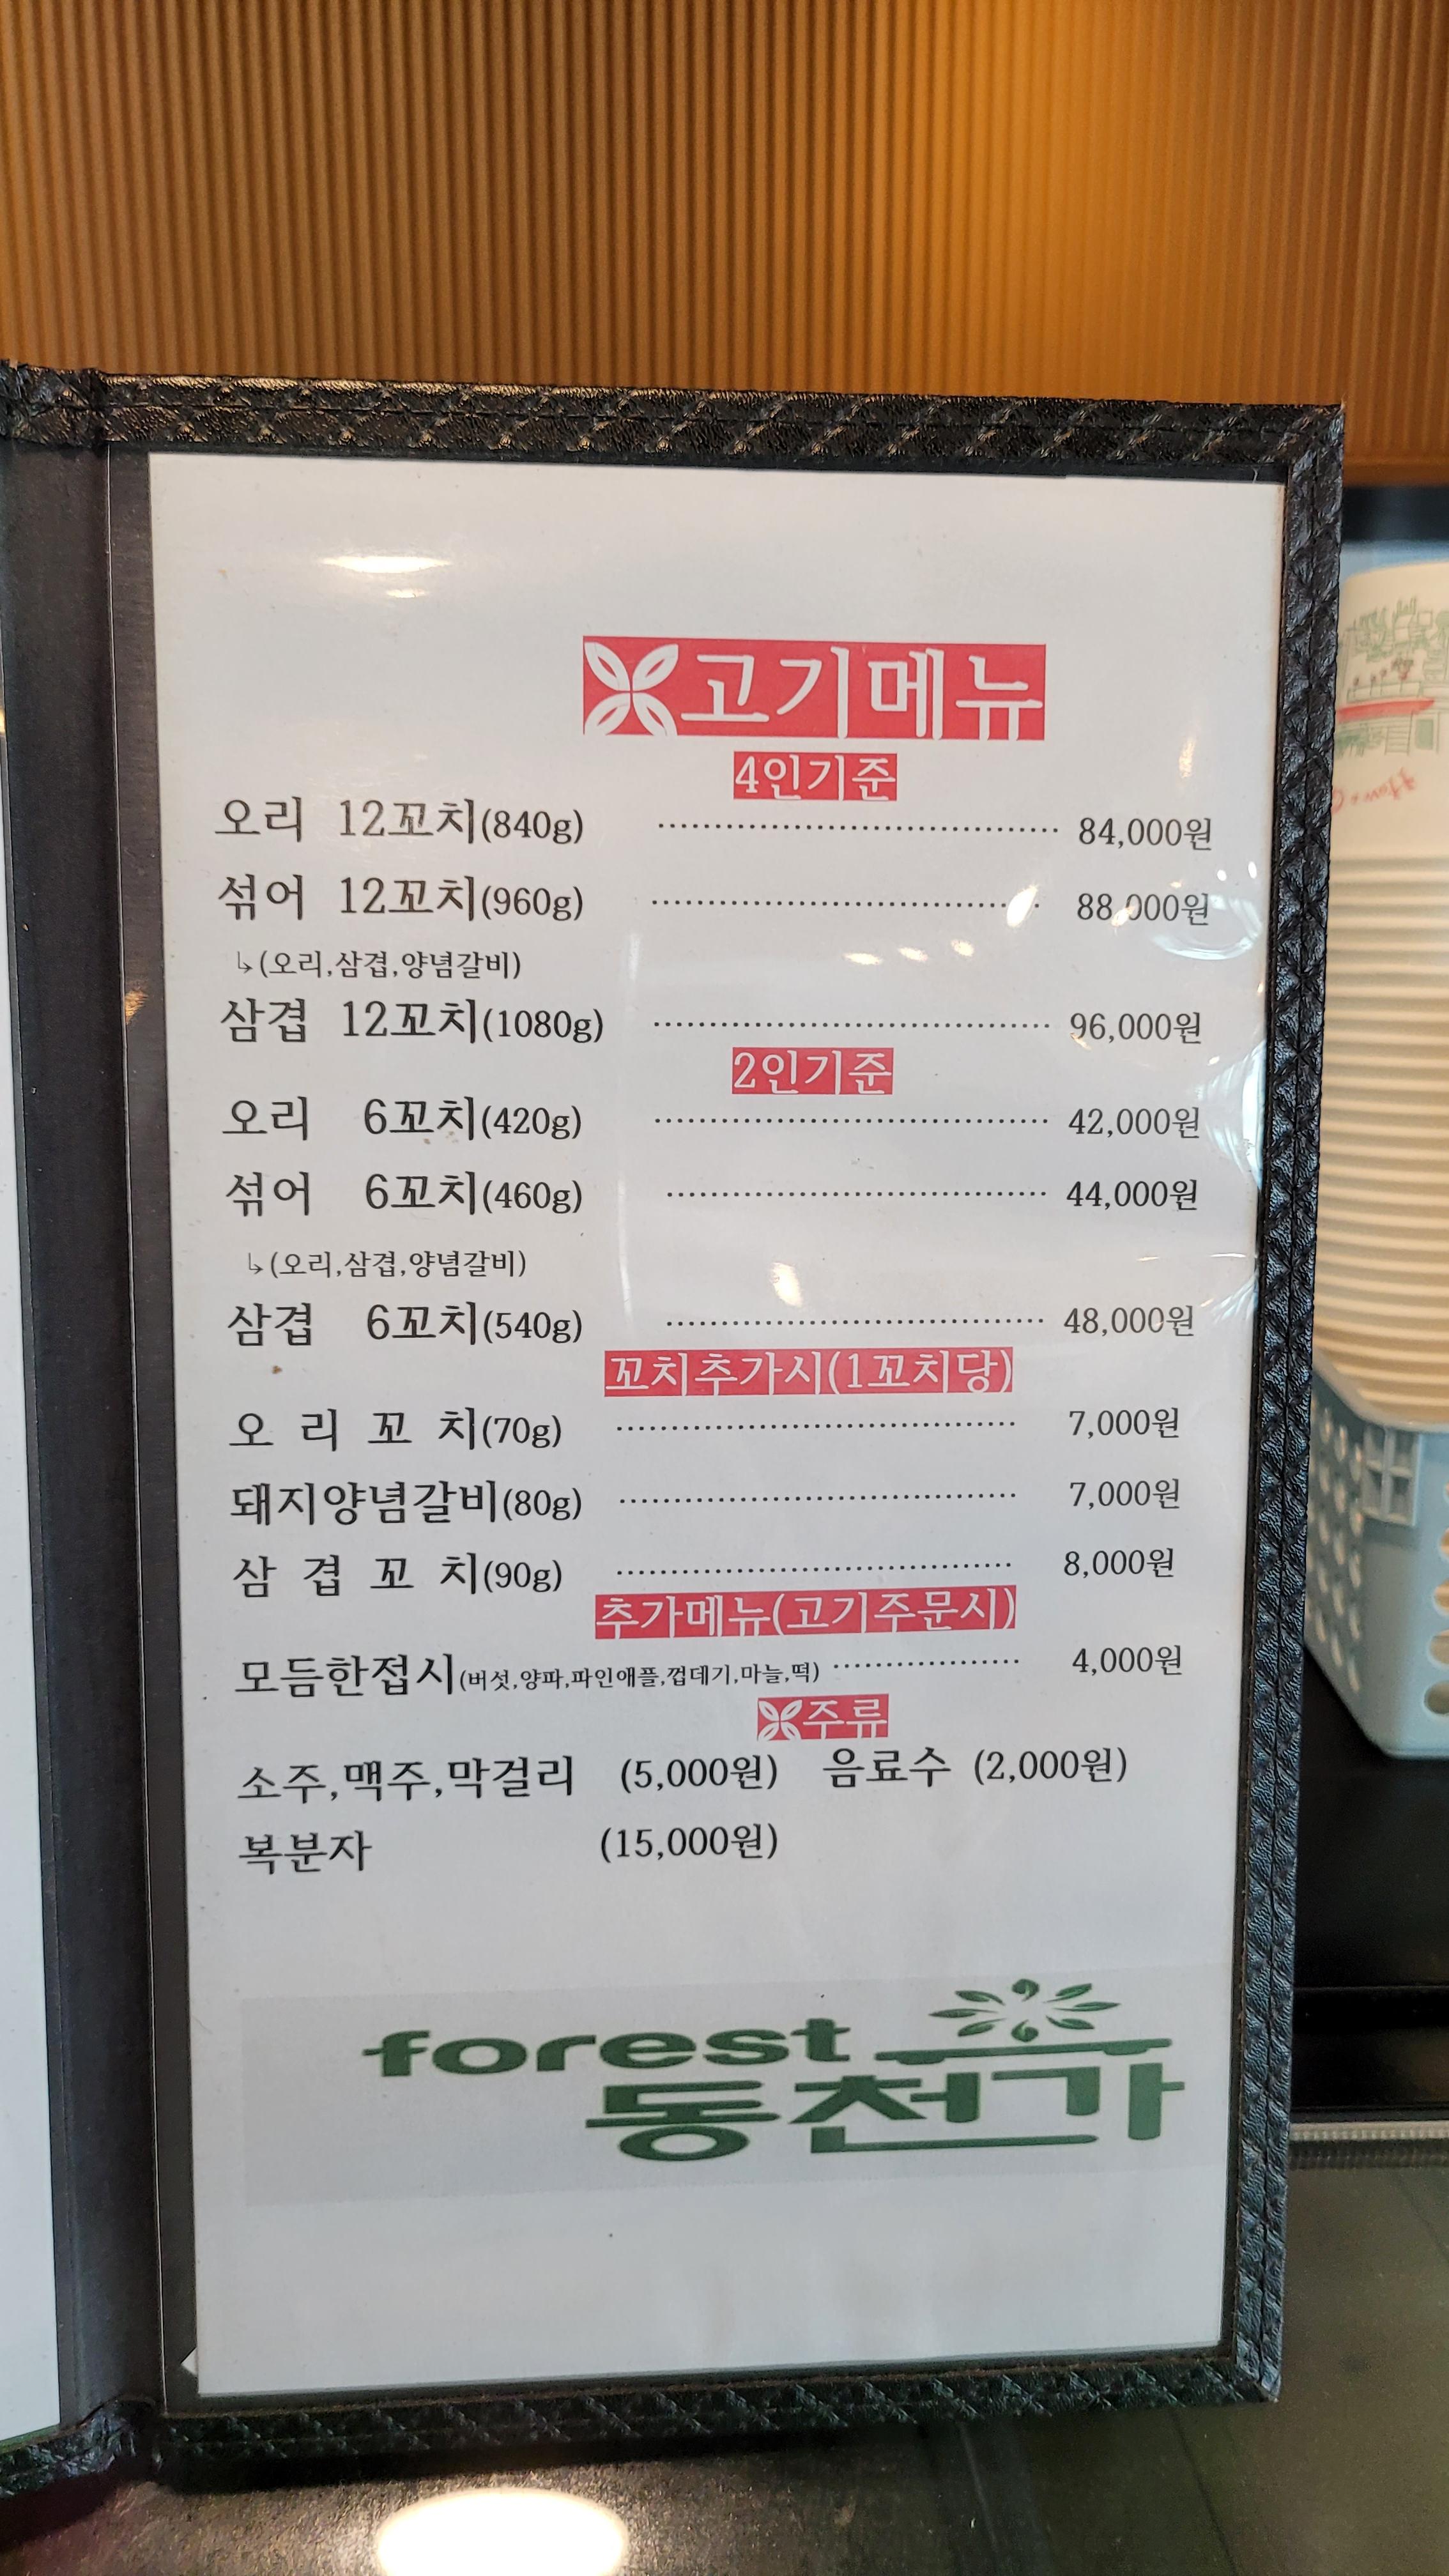 고기메뉴
4인기준
오리 12꼬치(840g) 84,000원
섞어 12꼬치(960g) 88,000원
↳(오리,삼겹,양념갈비)
삼겹 12꼬치(1080g) 96,000원
2인기준
오리 6꼬치(420g) 42,000원
섞어 6꼬치(460g) 44,000원
↳(오리,삼겹,양념갈비)
삼겹 6꼬치(540g) 48,000원
꼬치추가시(1꼬치당)
오 리 꼬 치(70g) 7,000원
돼지양념갈비(80g) 7,000원
삼 겹 꼬 치(90g) 8,000원
추가메뉴(고기주문시)
모듬한접시(버섯,양파,파인애플,껍데기,마늘,떡) 4,000원
주류
소주,맥주,막걸리 (5,000원) 음료수 (2,000원)
복분자 (15,000원)
forest
동천가